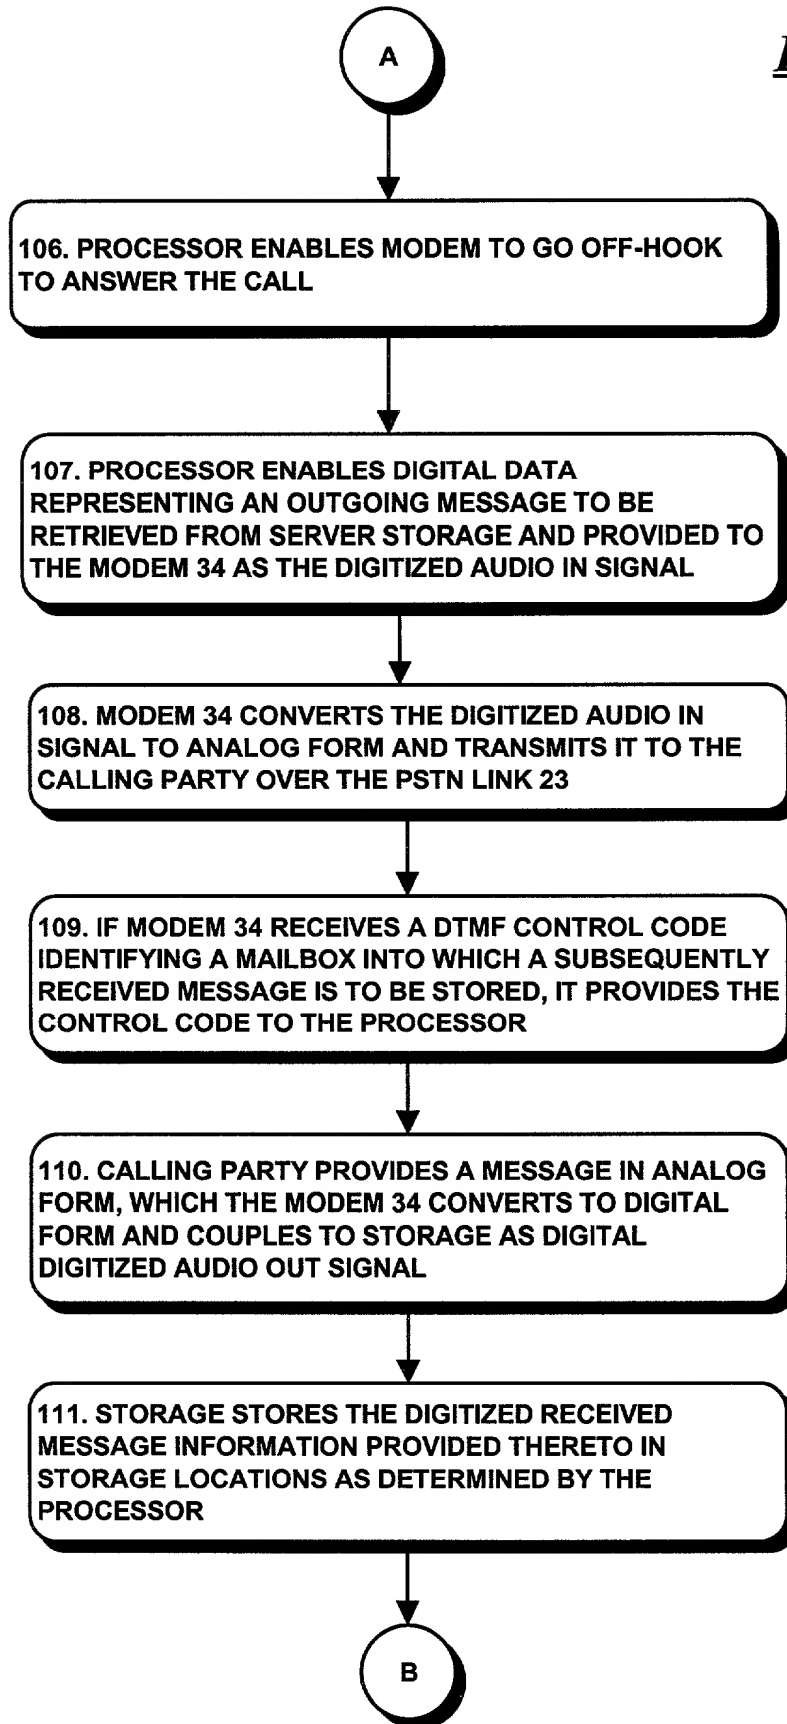 A
106. PROCESSOR ENABLES MODEM TO GO OFF-HOOK
TO ANSWER THE CALL
107. PROCESSOR ENABLES DIGITAL DATA
REPRESENTING AN OUTGOING MESSAGE TO BE
RETRIEVED FROM SERVER STORAGE AND PROVIDED TO
THE MODEM 34 AS THE DIGITIZED AUDIO IN SIGNAL
108. MODEM 34 CONVERTS THE DIGITIZED AUDIO IN
SIGNAL TO ANALOG FORM AND TRANSMITS IT TO THE
CALLING PARTY OVER THE PSTN LINK 23
109. IF MODEM 34 RECEIVES A DTMF CONTROL CODE
IDENTIFYING A MAILBOX INTO WHICH A SUBSEQUENTLY
RECEIVED MESSAGE IS TO BE STORED, IT PROVIDES THE
CONTROL CODE TO THE PROCESSOR
110. CALLING PARTY PROVIDES A MESSAGE IN ANALOG
FORM, WHICH THE MODEM 34 CONVERTS TO DIGITAL
FORM AND COUPLES TO STORAGE AS DIGITAL
DIGITIZED AUDIO OUT SIGNAL
111. STORAGE STORES THE DIGITIZED RECEIVED
MESSAGE INFORMATION PROVIDED THERETO IN
STORAGE LOCATIONS AS DETERMINED BY THE
PROCESSOR
B